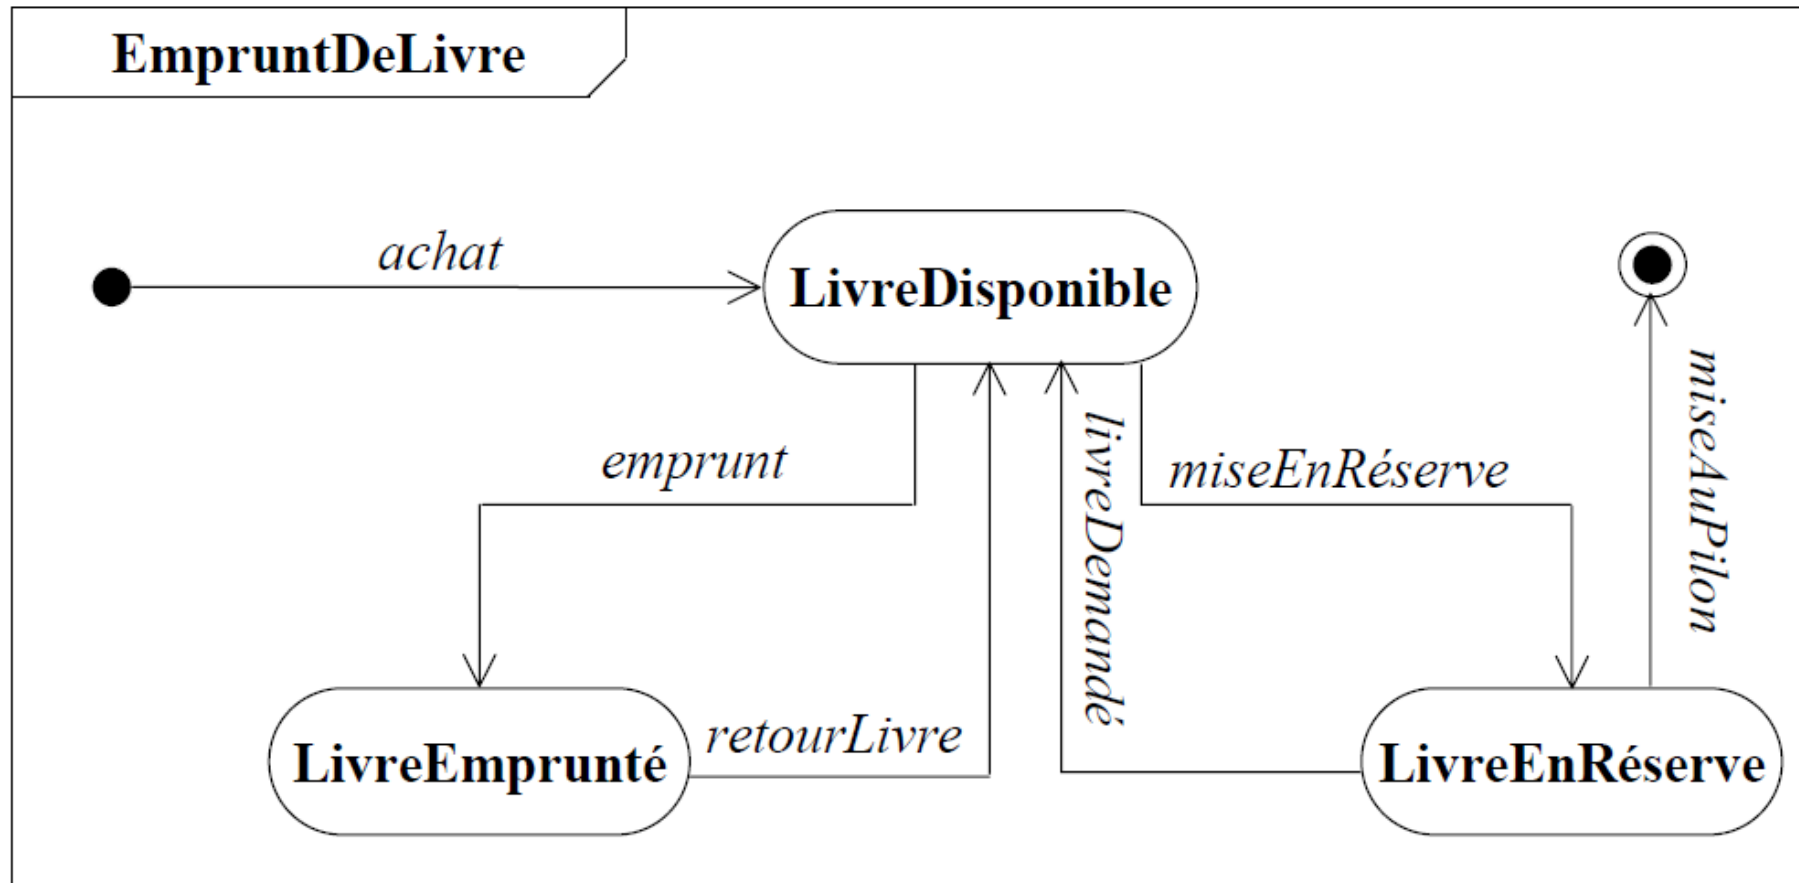 EmpruntDeLivre
achat
LivreDisponible
emprunt
livreDemandé
miseEnRéserve
miseAuPilon
LivreEmprunté
retourLivre
LivreEnRéserve